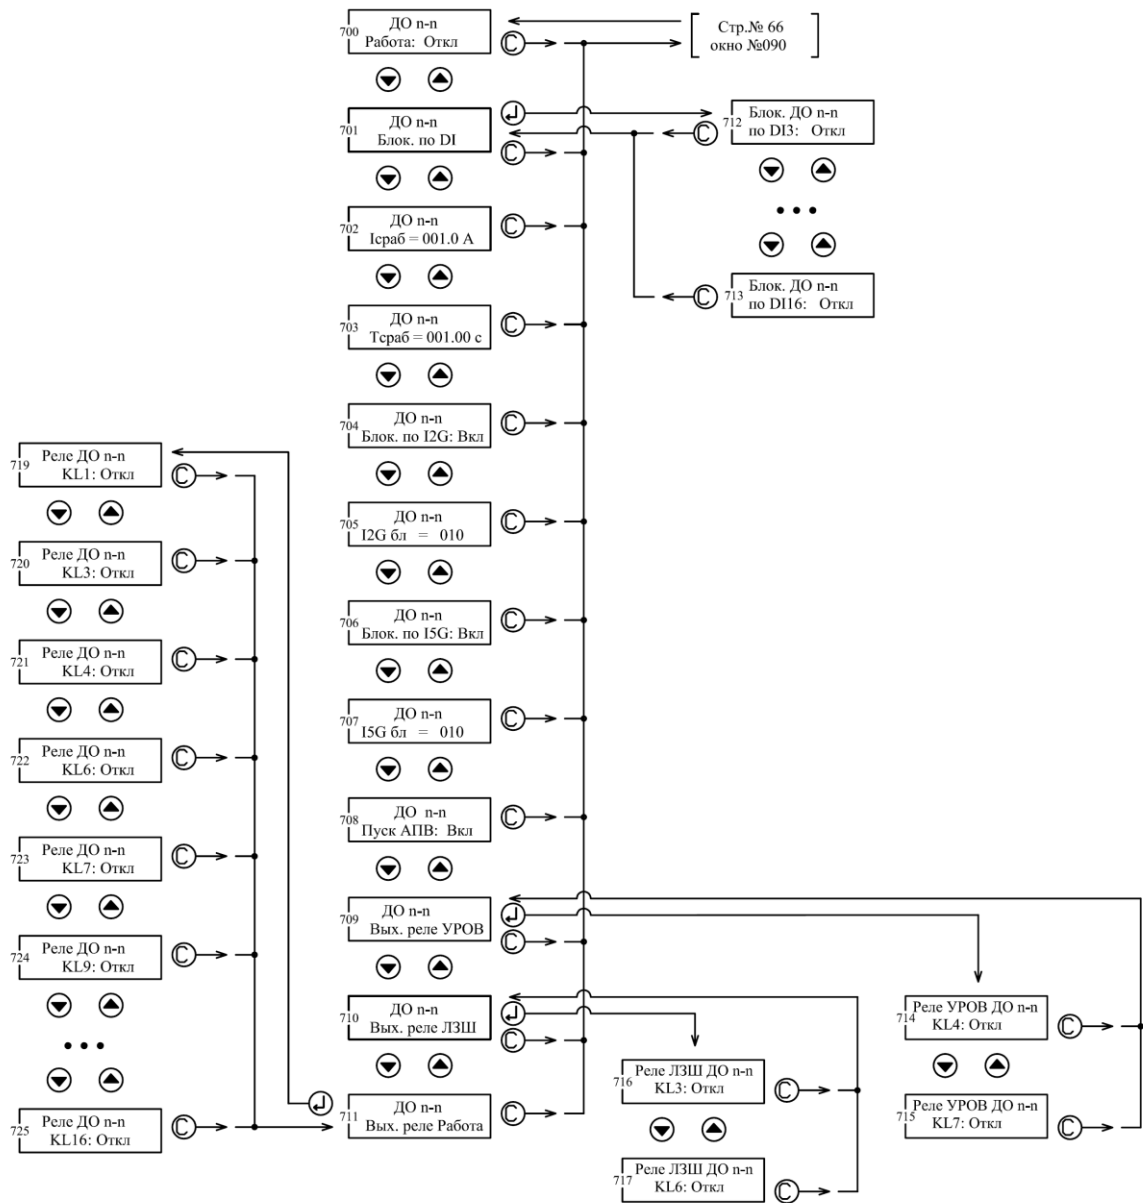 700
ДО n-n
Работа: Откл
C
Стр.№ 66
окно №090
701
ДО n-n
Блок. по DI
C
712
Блок. ДО n-n
по DI3: Откл
C
• • •
713
Блок. ДО n-n
по DI16: Откл
C
702
ДО n-n
Iсраб = 001.0 А
C
703
ДО n-n
Тсраб = 001.00 с
C
704
ДО n-n
Блок. по I2G: Вкл
C
705
ДО n-n
I2G бл = 010
C
706
ДО n-n
Блок. по I5G: Вкл
C
707
ДО n-n
I5G бл = 010
C
708
ДО n-n
Пуск АПВ: Вкл
C
709
ДО n-n
Вых. реле УРОВ
C
710
ДО n-n
Вых. реле ЛЗШ
C
711
ДО n-n
Вых. реле Работа
C
719
Реле ДО n-n
KL1: Откл
C
720
Реле ДО n-n
KL3: Откл
C
721
Реле ДО n-n
KL4: Откл
C
722
Реле ДО n-n
KL6: Откл
C
723
Реле ДО n-n
KL7: Откл
C
724
Реле ДО n-n
KL9: Откл
C
• • •
725
Реле ДО n-n
KL16: Откл
C
716
Реле ЛЗШ ДО n-n
KL3: Откл
C
717
Реле ЛЗШ ДО n-n
KL6: Откл
C
714
Реле УРОВ ДО n-n
KL4: Откл
C
715
Реле УРОВ ДО n-n
KL7: Откл
C